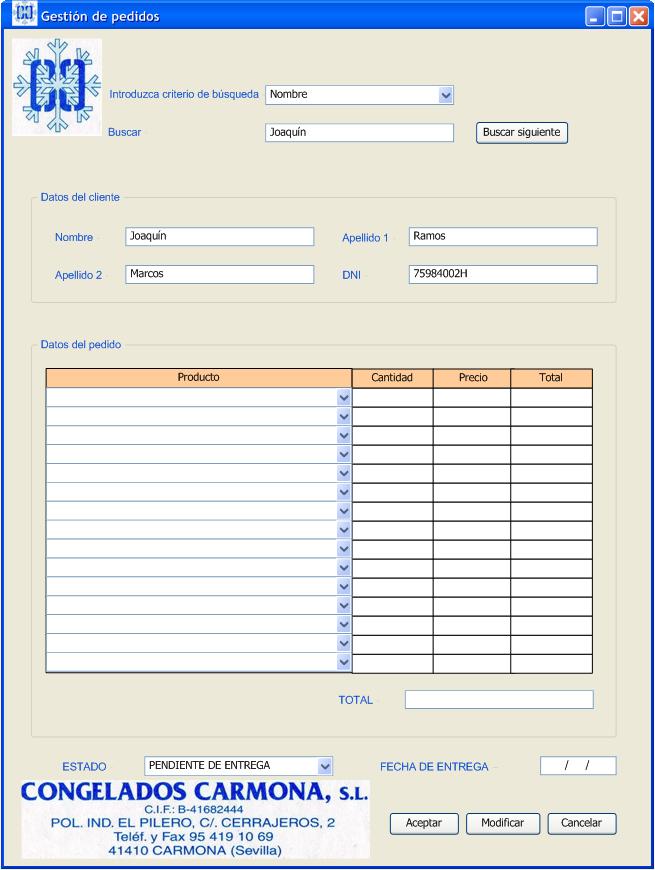 Gestión de pedidos
Introduzca criterio de búsqueda Nombre
Buscar Joaquín Buscar siguiente
Datos del cliente
Nombre Joaquín Apellido 1 Ramos
Apellido 2 Marcos DNI 75984002H
Datos del pedido
Producto Cantidad Precio Total
TOTAL
ESTADO PENDIENTE DE ENTREGA FECHA DE ENTREGA / /
CONGELADOS CARMONA, S.L.
C.I.F.: B-41682444
POL. IND. EL PILERO, C/. CERRAJEROS, 2
Teléf. y Fax 95 419 10 69
41410 CARMONA (Sevilla)
Aceptar Modificar Cancelar